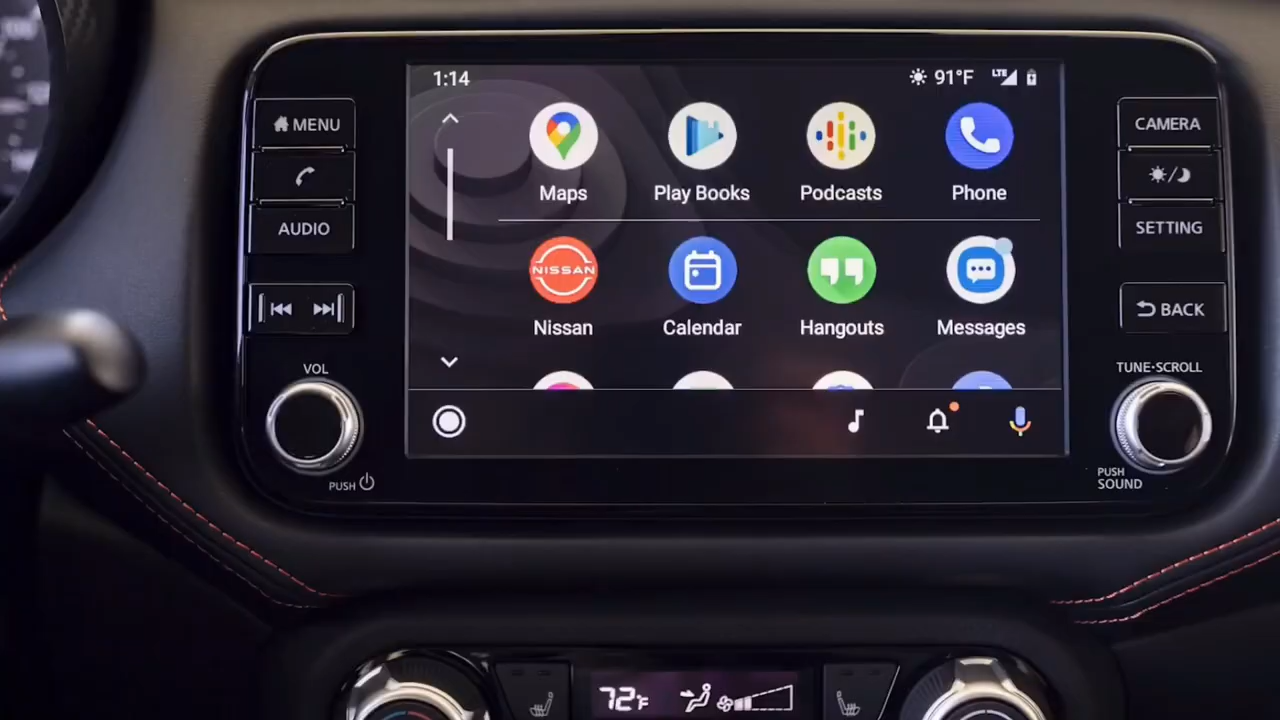 1:14
91°F
LTE
MENU
AUDIO
VOL
PUSH
Maps
Play Books
Podcasts
Phone
NISSAN
Nissan
Calendar
Hangouts
Messages
CAMERA
SETTING
BACK
TUNE·SCROLL
PUSH
SOUND
72°F